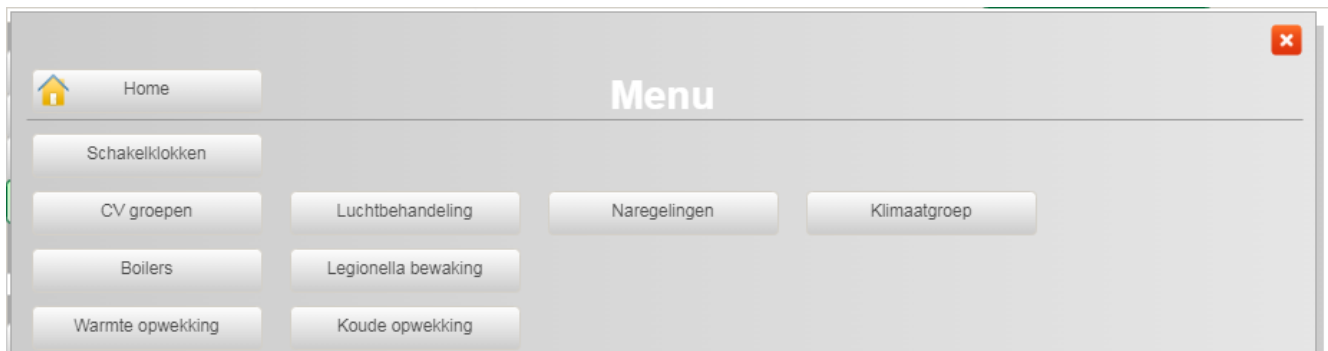 Home
Menu
Schakelklokken
CV groepen Luchtbehandeling Naregelingen Klimaatgroep
Boilers Legionella bewaking
Warmte opwekking Koude opwekking